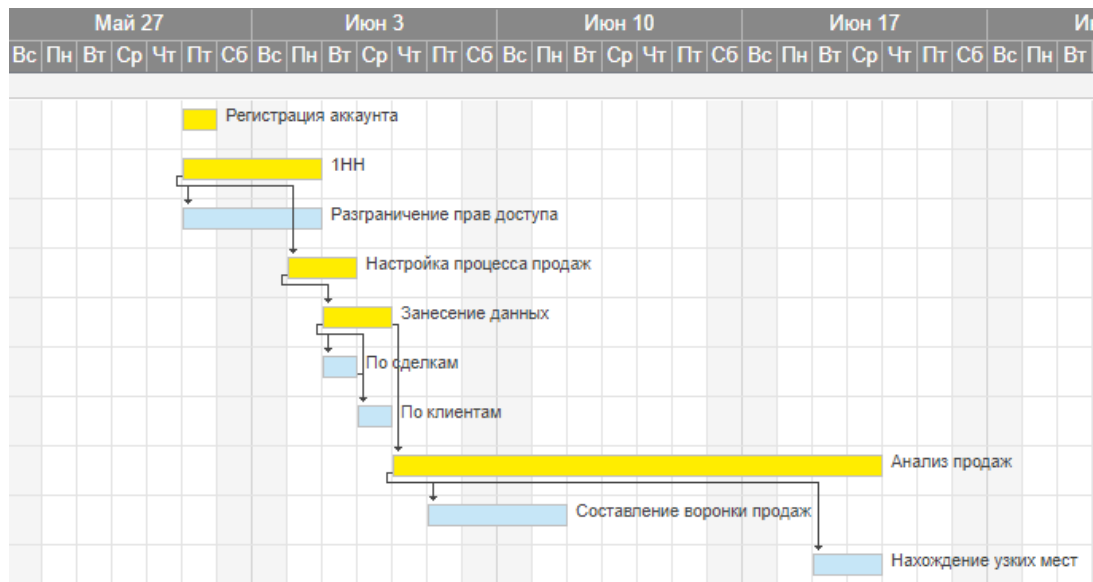 Май 27 Июн 3 Июн 10 Июн 17 И
Вс Пн Вт Ср Чт Пт Сб Вс Пн Вт Ср Чт Пт Сб Вс Пн Вт Ср Чт Пт Сб Вс Пн Вт Ср Чт Пт Сб Вс Пн Вт
Регистрация аккаунта
1НН
Разграничение прав доступа
Настройка процесса продаж
Занесение данных
По сделкам
По клиентам
Анализ продаж
Составление воронки продаж
Нахождение узких мест